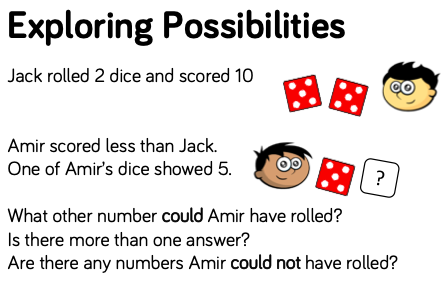 Exploring Possibilities
Jack rolled 2 dice and scored 10
Amir scored less than Jack.
One of Amir's dice showed 5.
?
What other number could Amir have rolled?
Is there more than one answer?
Are there any numbers Amir could not have rolled?